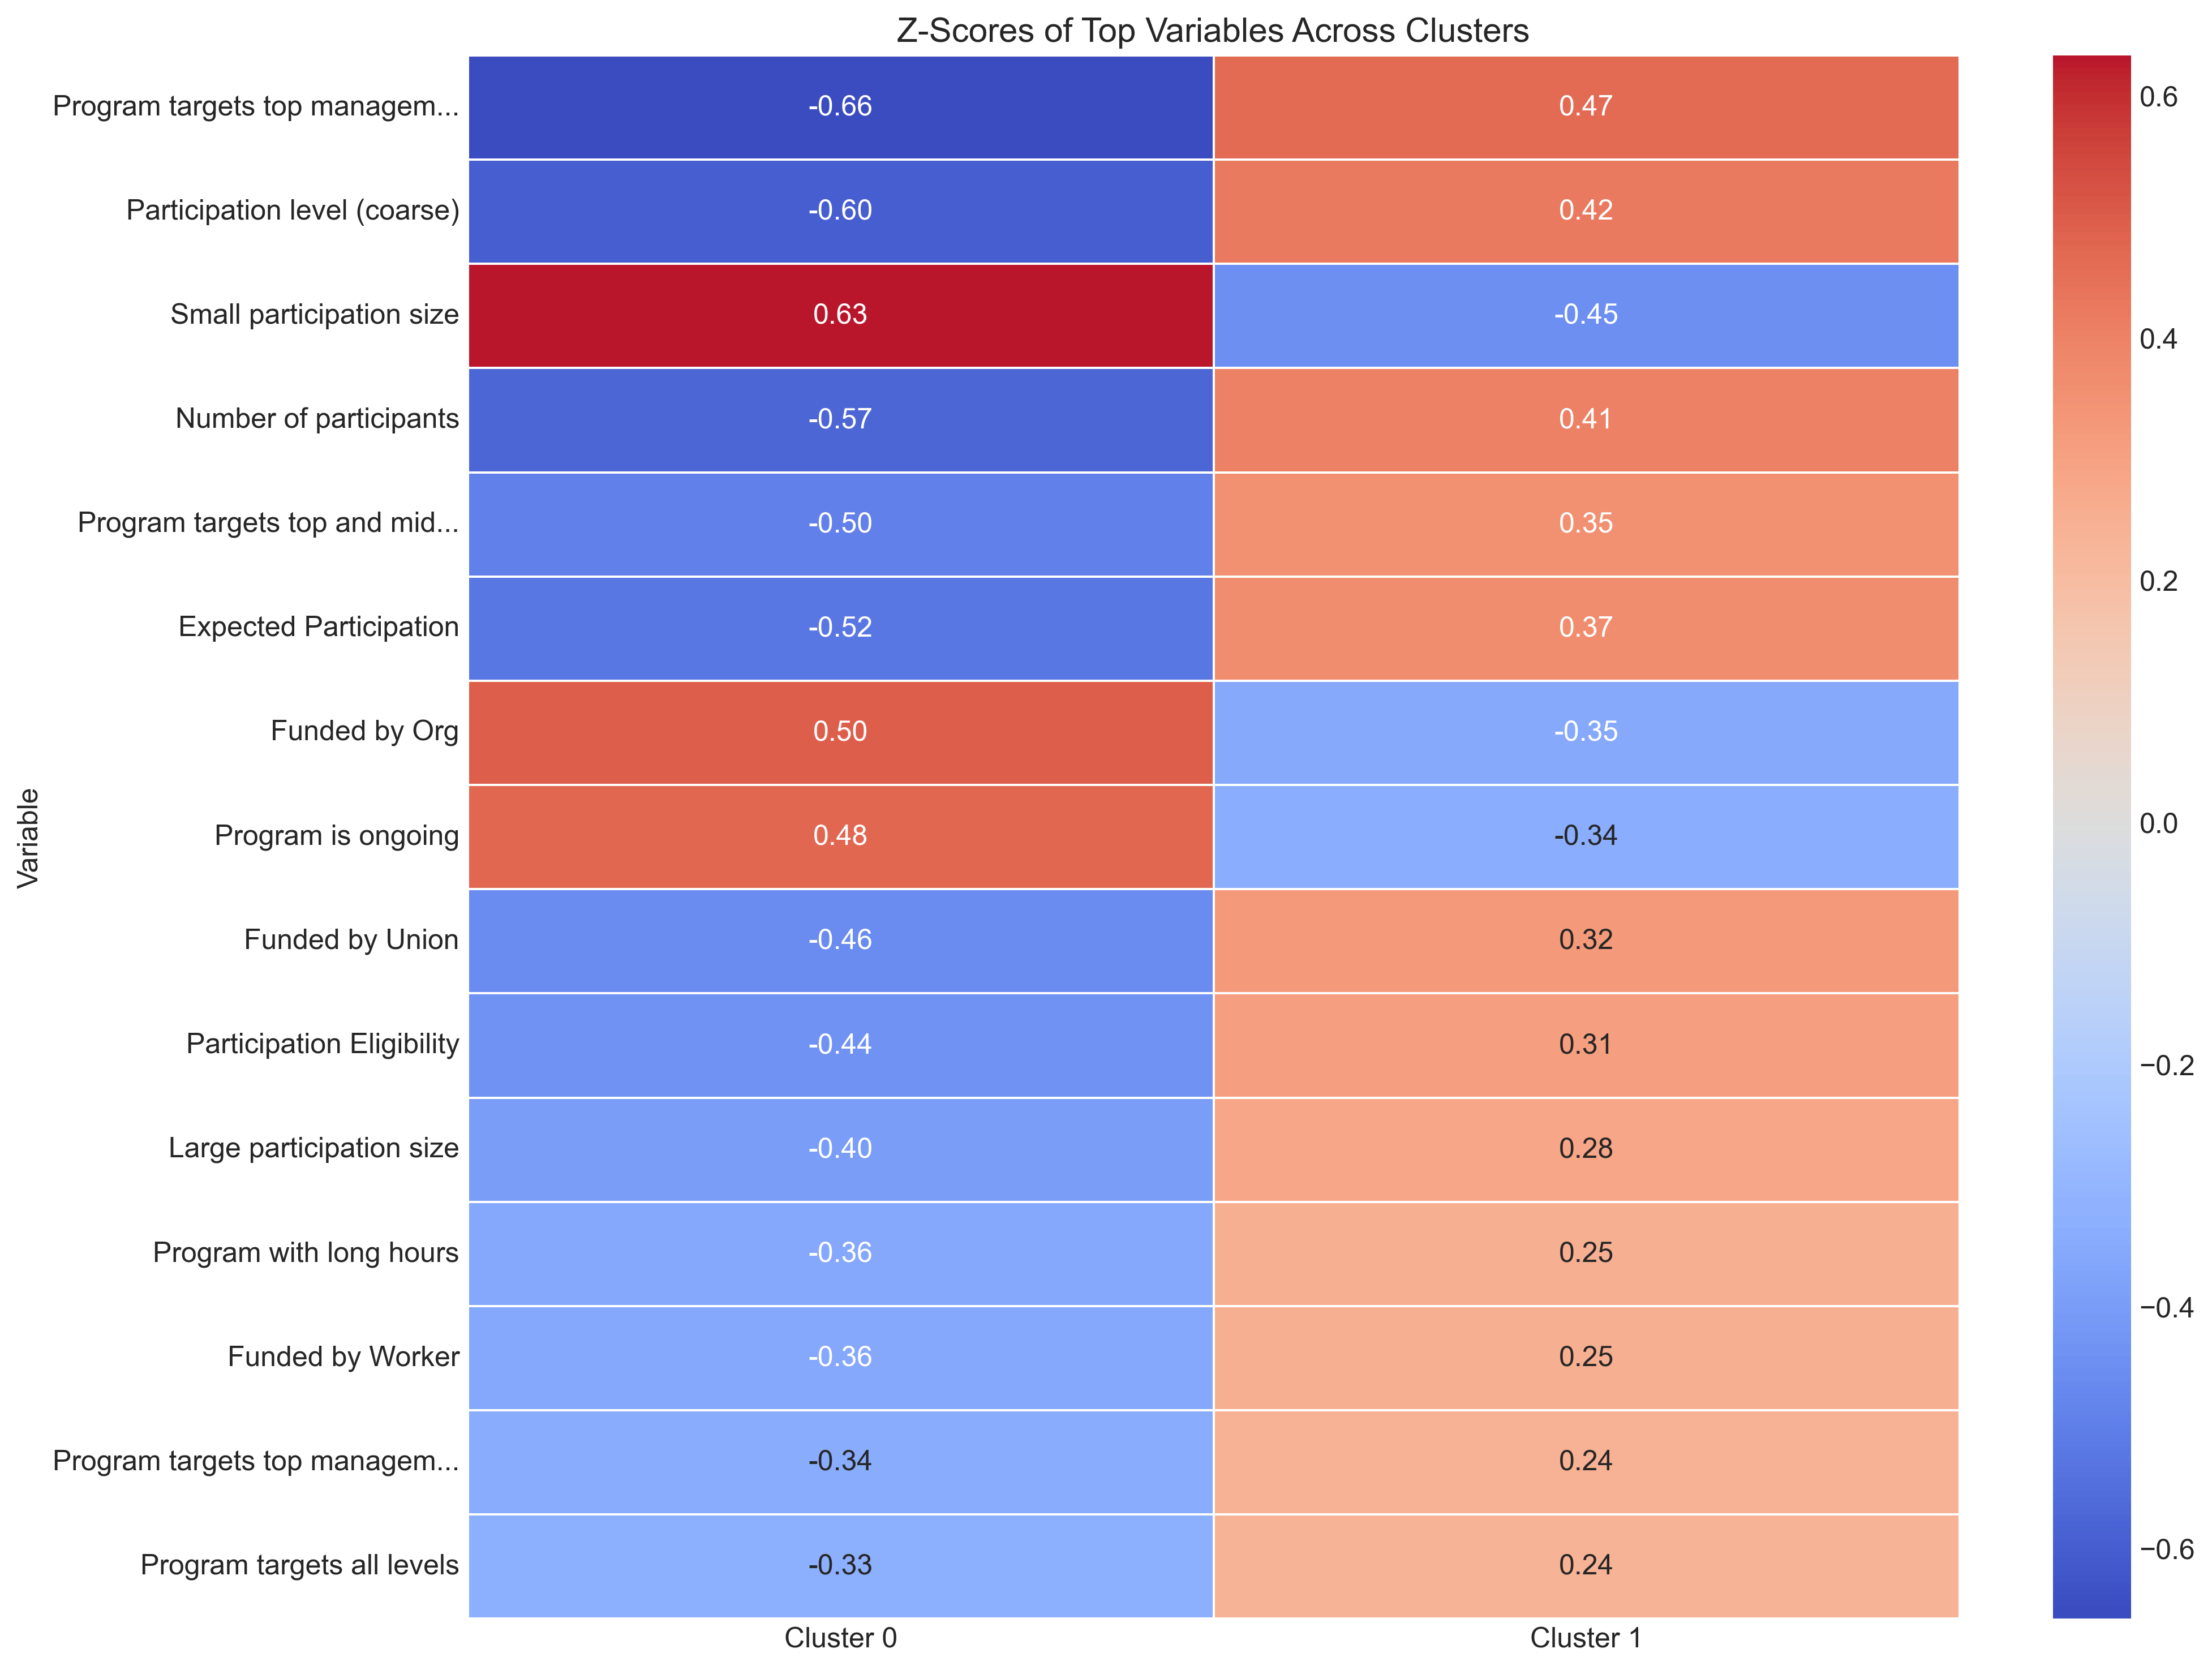 Z-Scores of Top Variables Across Clusters
Program targets top managem... -0.66 0.47
Participation level (coarse) -0.60 0.42
Small participation size 0.63 -0.45
Number of participants -0.57 0.41
Program targets top and mid... -0.50 0.35
Expected Participation -0.52 0.37
Funded by Org 0.50 -0.35
Program is ongoing 0.48 -0.34
Funded by Union -0.46 0.32
Participation Eligibility -0.44 0.31
Large participation size -0.40 0.28
Program with long hours -0.36 0.25
Funded by Worker -0.36 0.25
Program targets top managem... -0.34 0.24
Program targets all levels -0.33 0.24
Cluster 0 Cluster 1
Variable
0.6
0.4
0.2
0.0
−0.2
−0.4
−0.6